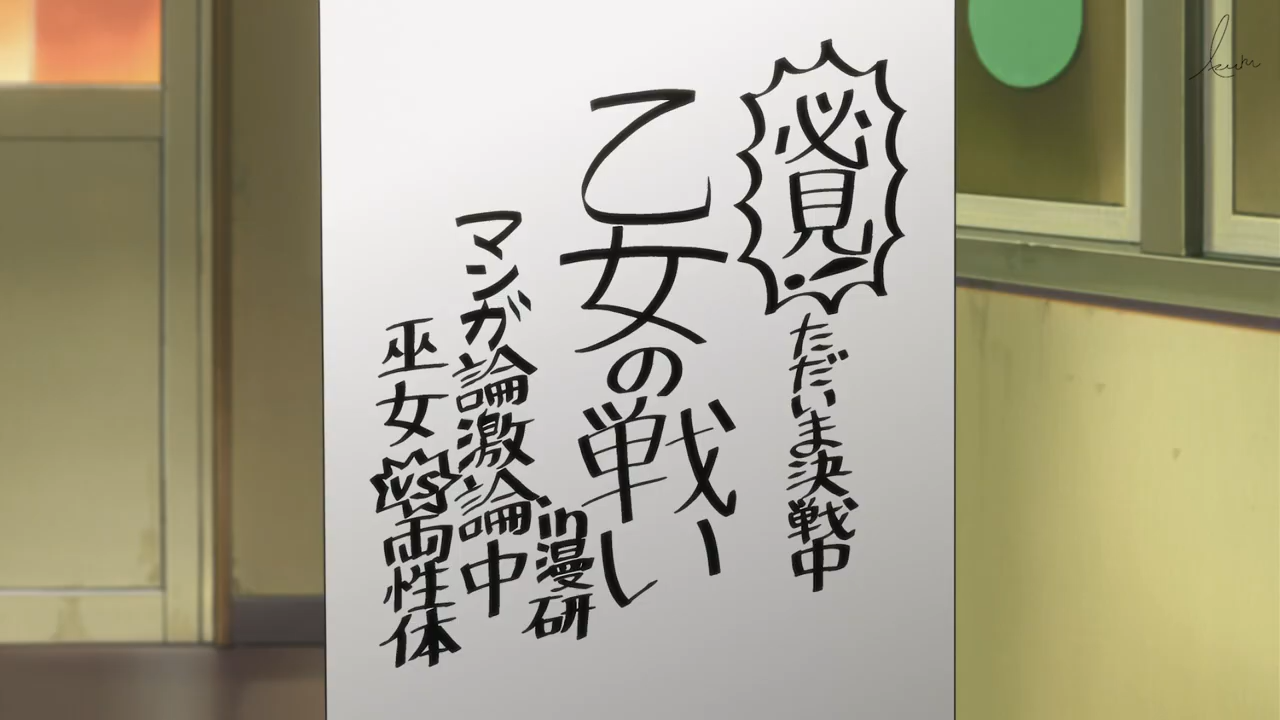 必見!
ただいま決戦中
乙女の戦い
in漫研
マンガ論激論中
巫女VS両性体